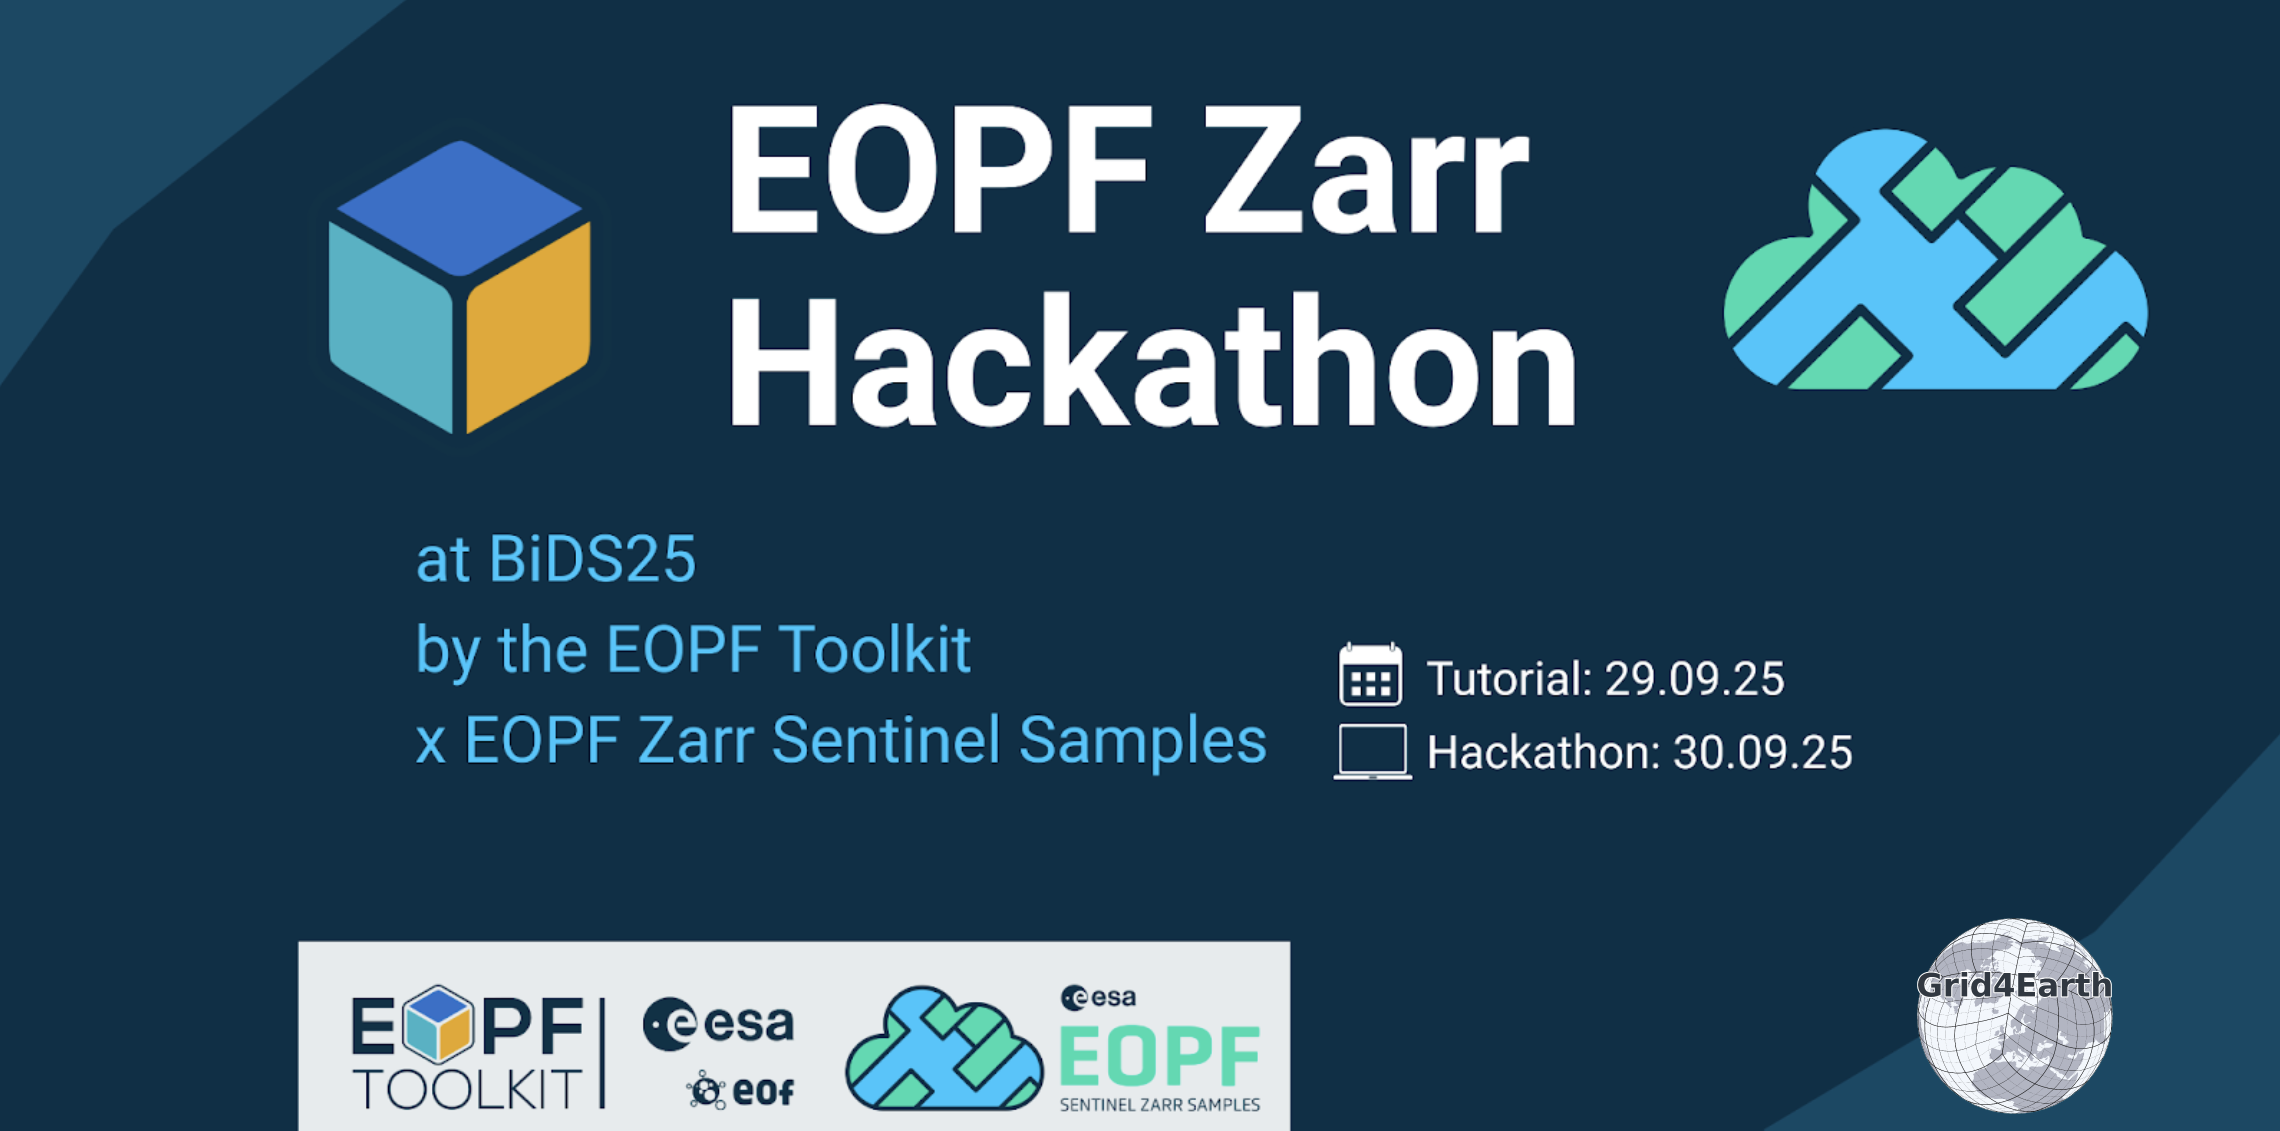 EOPF Zarr
Hackathon
at BiDS25
by the EOPF Toolkit
x EOPF Zarr Sentinel Samples
Tutorial: 29.09.25
Hackathon: 30.09.25
EOPF
TOOLKIT
esa
eof
esa
EOPF
SENTINEL ZARR SAMPLES
Grid4Earth